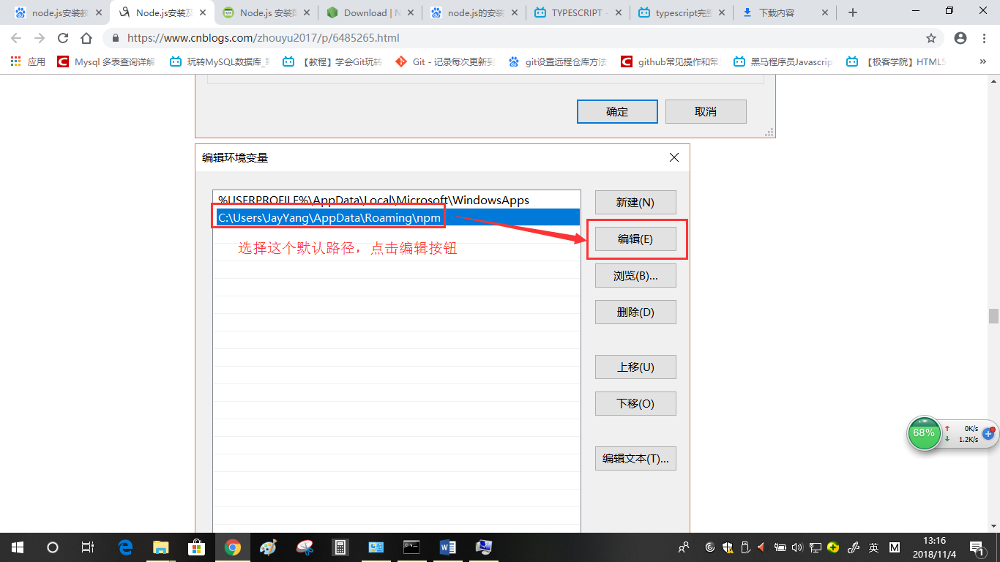 node.js安装教
Node.js安装及
Node.js 安装配
Download | N
node.js的安装
TYPESCRIPT -
typescript完整
下载内容
https://www.cnblogs.com/zhouyu2017/p/6485265.html
应用
Mysql 多表查询详解
玩转MySQL数据库_
【教程】学会Git玩转
Git - 记录每次更新到
git设置远程仓库方法
github常见操作和常
黑马程序员Javascrip
【极客学院】HTML5
»
确定
取消
编辑环境变量
%USERPROFILE%\AppData\Local\Microsoft\WindowsApps
新建(N)
C:\Users\JayYang\AppData\Roaming\npm
编辑(E)
选择这个默认路径，点击编辑按钮
浏览(B)...
删除(D)
上移(U)
下移(O)
68%
0K/s
1.2K/s
编辑文本(T)...
英
M
13:16
2018/11/4
1